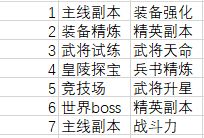 1 主线副本 装备强化
2 装备精炼 精英副本
3 武将试练 武将天命
4 皇陵探宝 兵书精炼
5 竞技场 武将升星
6 世界boss 精英副本
7 主线副本 战斗力